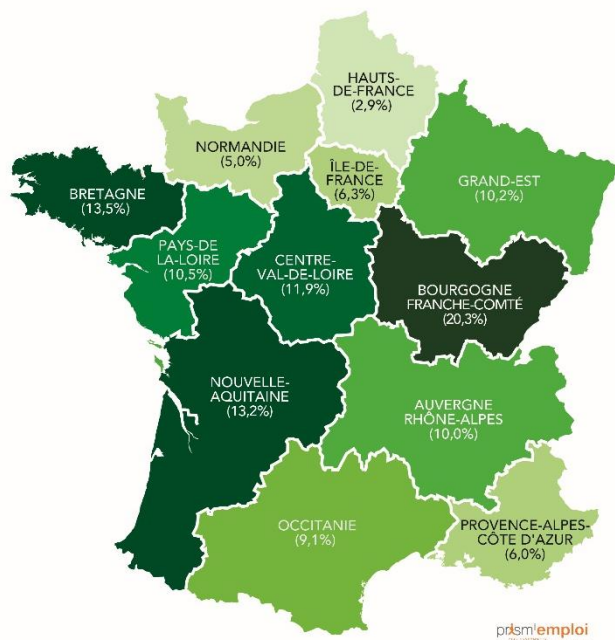 HAUTS-
DE-FRANCE
(2,9%)
NORMANDIE
(5,0%)
ÎLE-DE-
FRANCE
(6,3%)
GRAND-EST
(10,2%)
BRETAGNE
(13,5%)
PAYS-DE
LA-LOIRE
(10,5%)
CENTRE-
VAL-DE-LOIRE
(11,9%)
BOURGOGNE
FRANCHE-COMTÉ
(20,3%)
NOUVELLE-
AQUITAINE
(13,2%)
AUVERGNE
RHÔNE-ALPES
(10,0%)
OCCITANIE
(9,1%)
PROVENCE-ALPES-
CÔTE D'AZUR
(6,0%)
prism'emploi